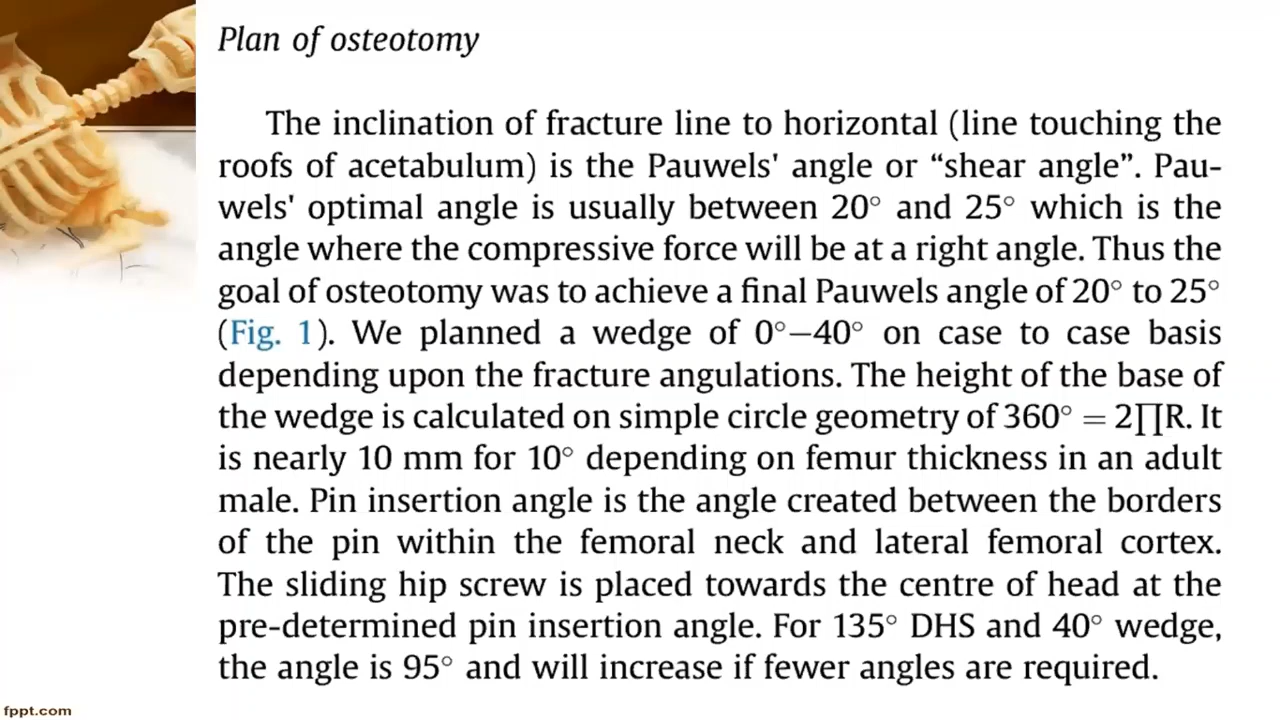 Plan of osteotomy
The inclination of fracture line to horizontal (line touching the
roofs of acetabulum) is the Pauwels' angle or “shear angle”. Pau-
wels' optimal angle is usually between 20° and 25° which is the
angle where the compressive force will be at a right angle. Thus the
goal of osteotomy was to achieve a final Pauwels angle of 20° to 25°
(Fig. 1). We planned a wedge of 0°–40° on case to case basis
depending upon the fracture angulations. The height of the base of
the wedge is calculated on simple circle geometry of 360° = 2∏R. It
is nearly 10 mm for 10° depending on femur thickness in an adult
male. Pin insertion angle is the angle created between the borders
of the pin within the femoral neck and lateral femoral cortex.
The sliding hip screw is placed towards the centre of head at the
pre-determined pin insertion angle. For 135° DHS and 40° wedge,
the angle is 95° and will increase if fewer angles are required.
fppt.com